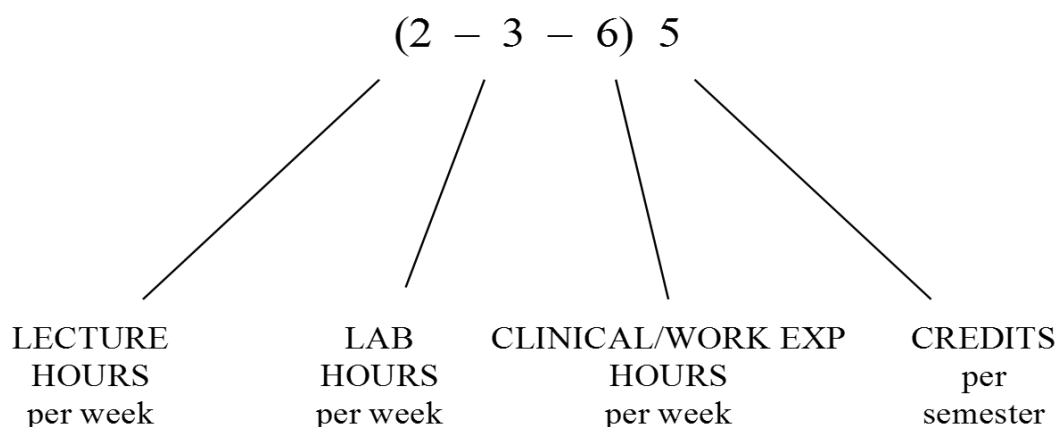 (2 – 3 – 6) 5
LECTURE
HOURS
per week
LAB
HOURS
per week
CLINICAL/WORK EXP
HOURS
per week
CREDITS
per
semester